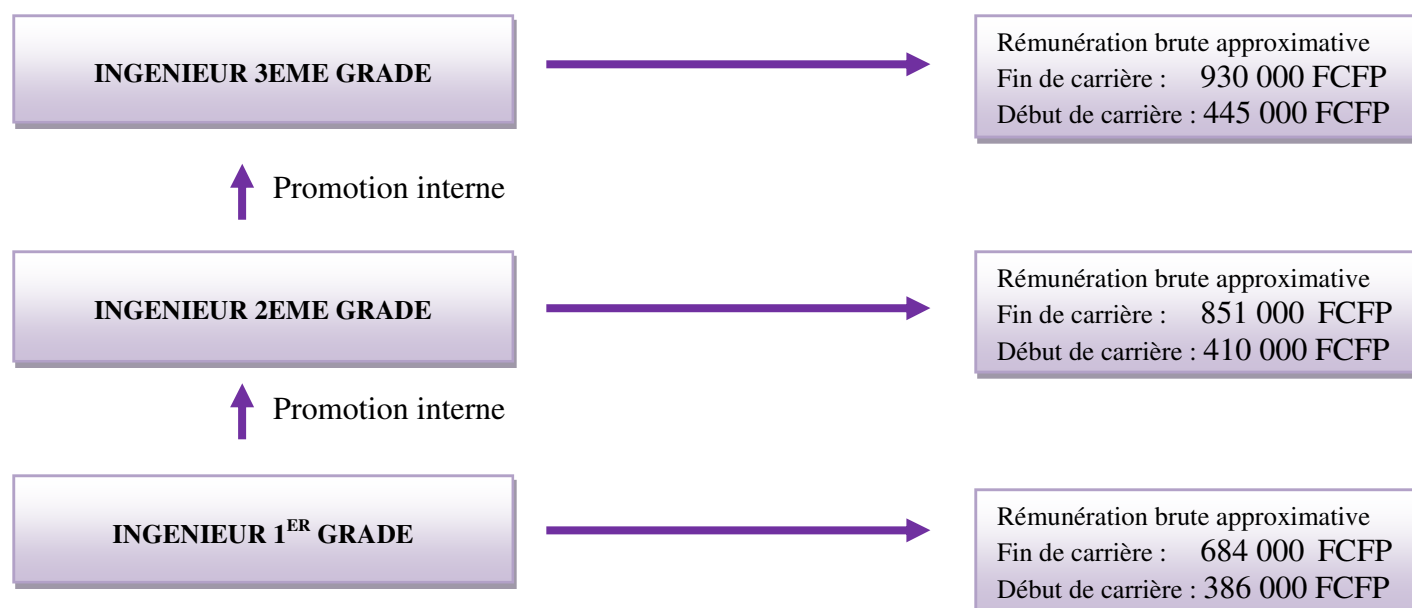 INGENIEUR 3EME GRADE
Rémunération brute approximative
Fin de carrière : 930 000 FCFP
Début de carrière : 445 000 FCFP
Promotion interne
INGENIEUR 2EME GRADE
Rémunération brute approximative
Fin de carrière : 851 000 FCFP
Début de carrière : 410 000 FCFP
Promotion interne
INGENIEUR 1ER GRADE
Rémunération brute approximative
Fin de carrière : 684 000 FCFP
Début de carrière : 386 000 FCFP